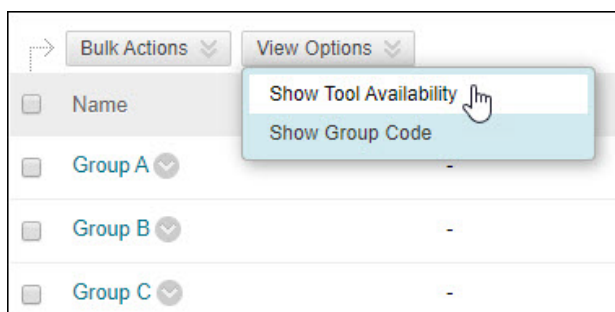 Bulk Actions View Options
Show Tool Availability
Name
Show Group Code
Group A -
Group B -
Group C -